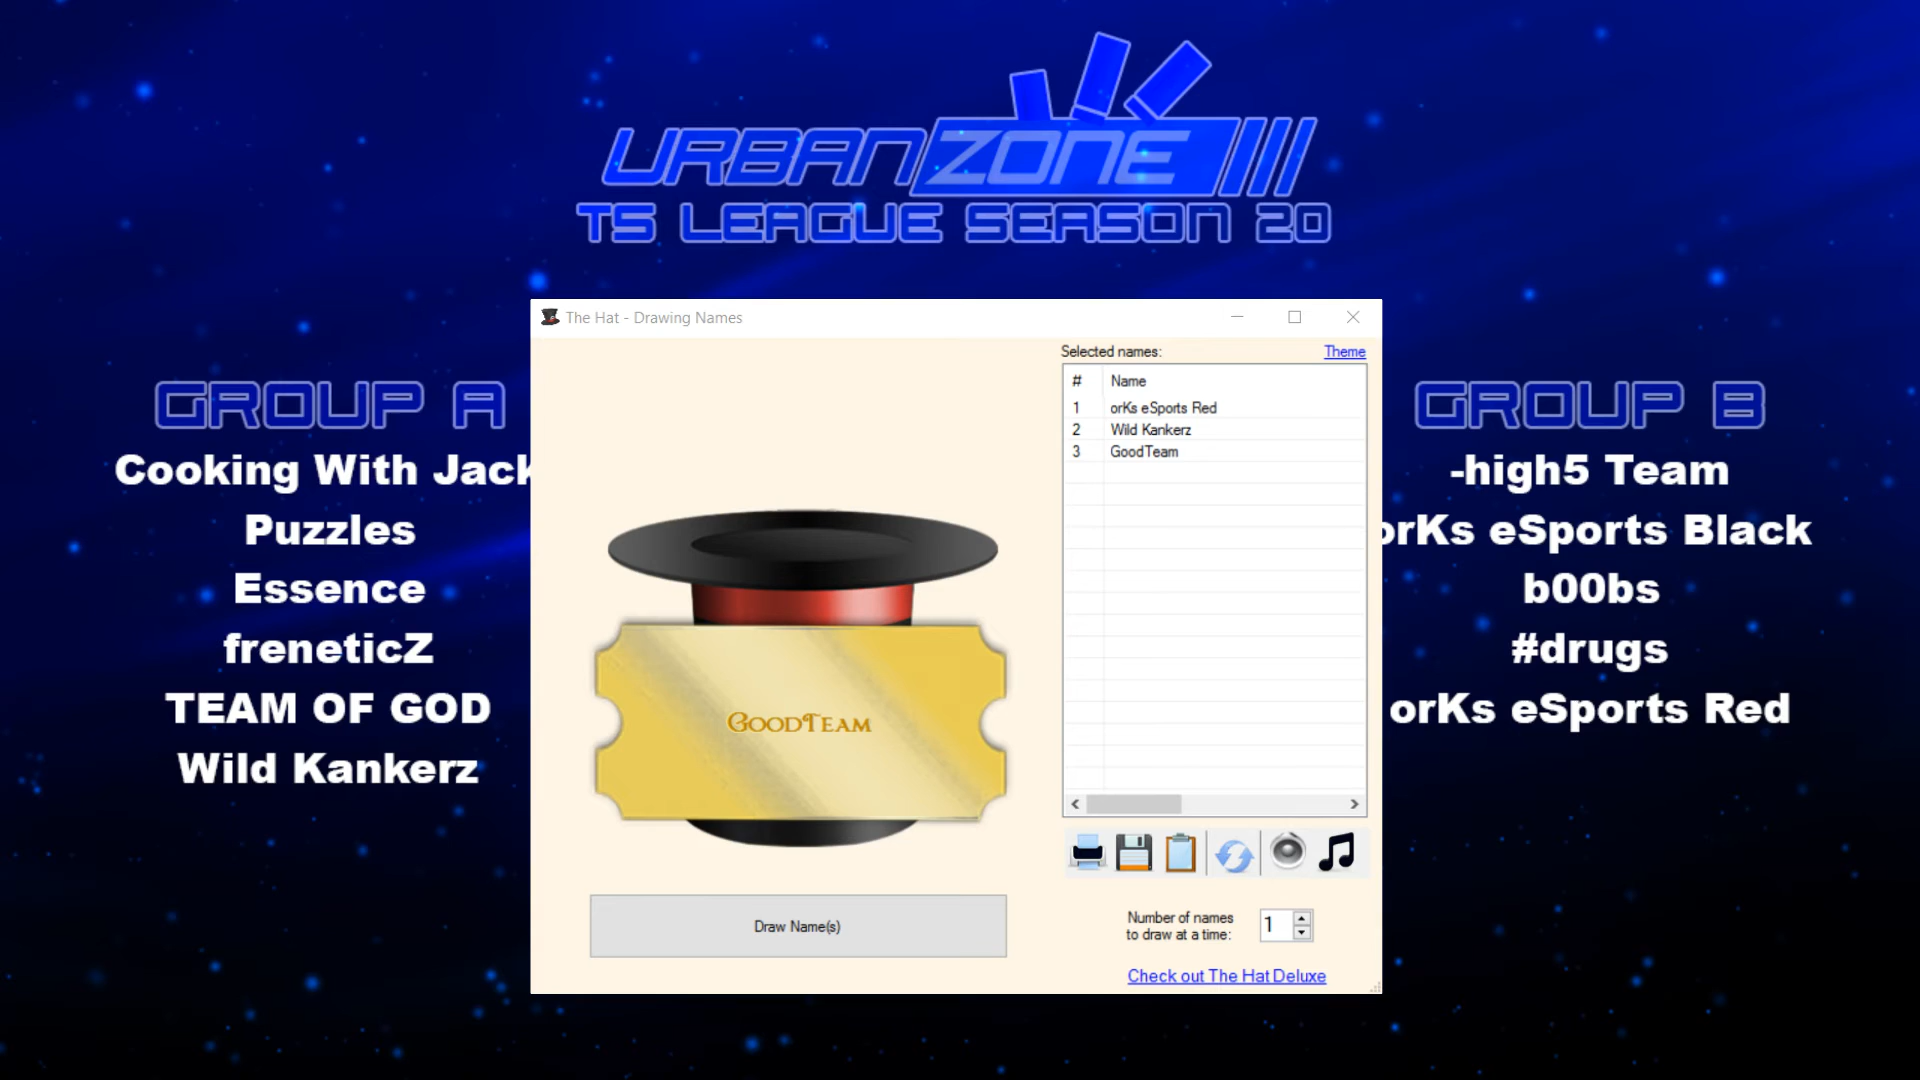 URBAN ZONE
TS LEAGUE SEASON 20
The Hat - Drawing Names
Selected names:
Theme
# Name
1 orKs eSports Red
2 Wild Kankerz
3 GoodTeam
GROUP A
Cooking With Jack
Puzzles
Essence
freneticZ
TEAM OF GOD
Wild Kankerz
GROUP B
-high5 Team
orKs eSports Black
b00bs
#drugs
orKs eSports Red
GoodTeam
Draw Name(s)
Number of names
to draw at a time:
1
Check out The Hat Deluxe